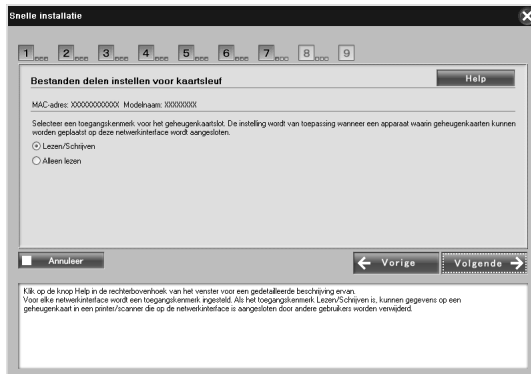 Snelle installatie
1 2 3 4 5 6 7 8 9
Bestanden delen instellen voor kaartsleuf
Help
MAC-adres: XXXXXXXXXXXX Modelnaam: XXXXXXXX
Selecteer een toegangskenmerk voor het geheugenkaartslot. De instelling wordt van toepassing wanneer een apparaat waarin geheugenkaarten kunnen
worden geplaatst op deze netwerkinterface wordt aangesloten.
Lezen/Schrijven
Alleen lezen
Annuleer
Vorige
Volgende
Klik op de knop Help in de rechterbovenhoek van het venster voor een gedetailleerde beschrijving ervan.
Voor elke netwerkinterface wordt een toegangskenmerk ingesteld. Als het toegangskenmerk Lezen/Schrijven is, kunnen gegevens op een
geheugenkaart in een printer/scanner die op de netwerkinterface is aangesloten door andere gebruikers worden verwijderd.